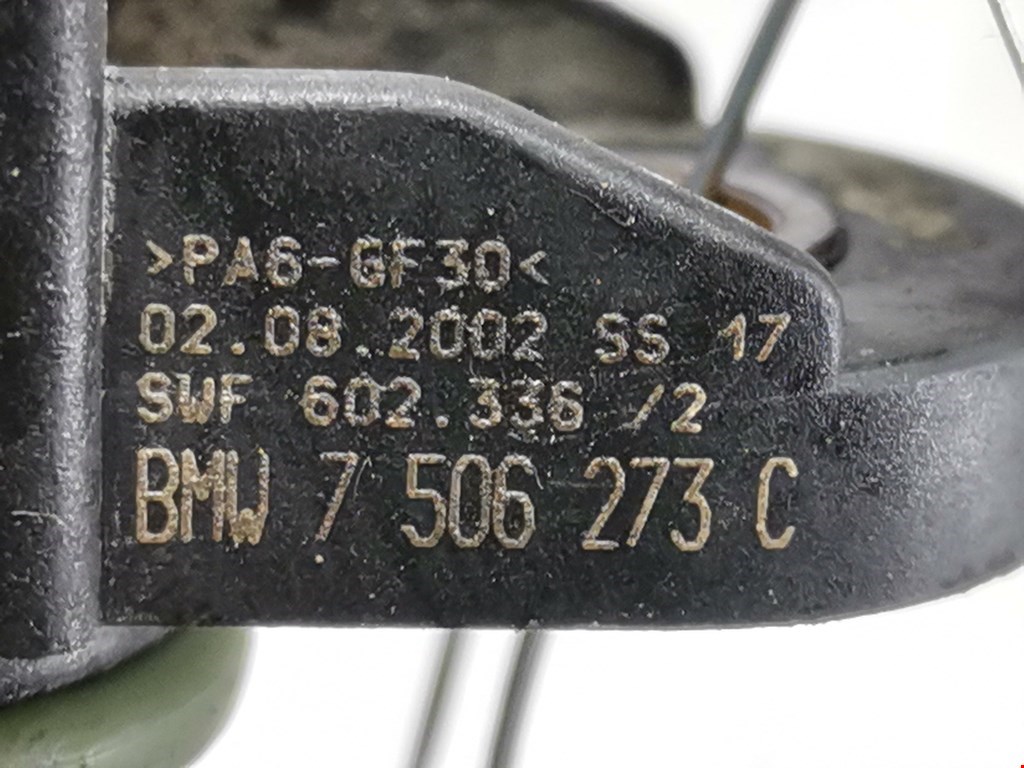 >PA6-GF30<
02.08.2002 SS 17
SWF 602.336 /2
BMW 7 506 273 C